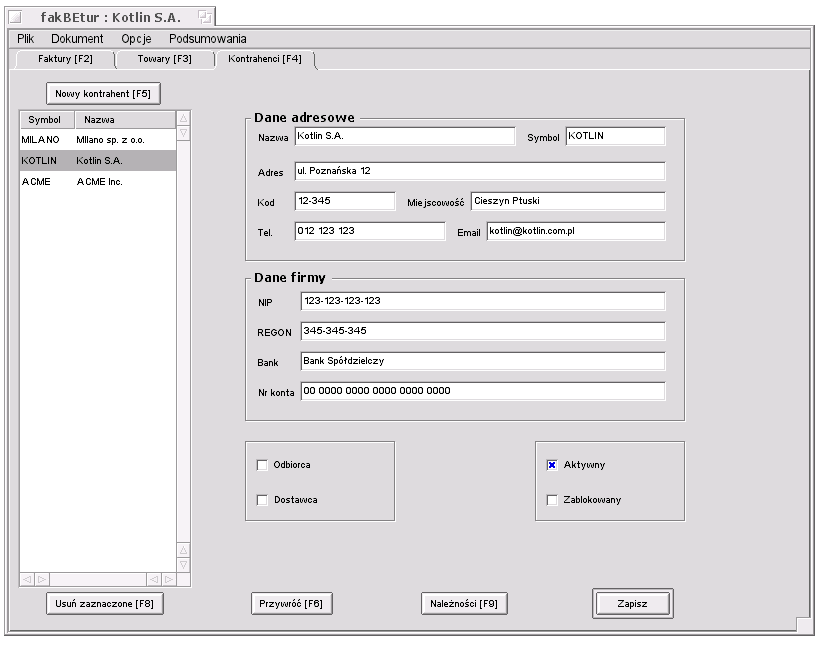 fakBEtur : Kotlin S.A.
Plik Dokument Opcje Podsumowania
Faktury [F2] Towary [F3] Kontrahenci [F4]
Nowy kontrahent [F5]
Symbol Nazwa
MILANO MIlano sp. z o.o.
KOTLIN Kotlin S.A.
ACME ACME Inc.
Dane adresowe
Nazwa Kotlin S.A. Symbol KOTLIN
Adres ul. Poznańska 12
Kod 12-345 Miejscowość Cieszyn Ptuski
Tel. 012 123 123 Email kotlin@kotlin.com.pl
Dane firmy
NIP 123-123-123-123
REGON 345-345-345
Bank Bank Spółdzielczy
Nr konta 00 0000 0000 0000 0000 0000
Odbiorca Aktywny
Dostawca Zablokowany
Usuń zaznaczone [F8] Przywróć [F6] Należności [F9] Zapisz